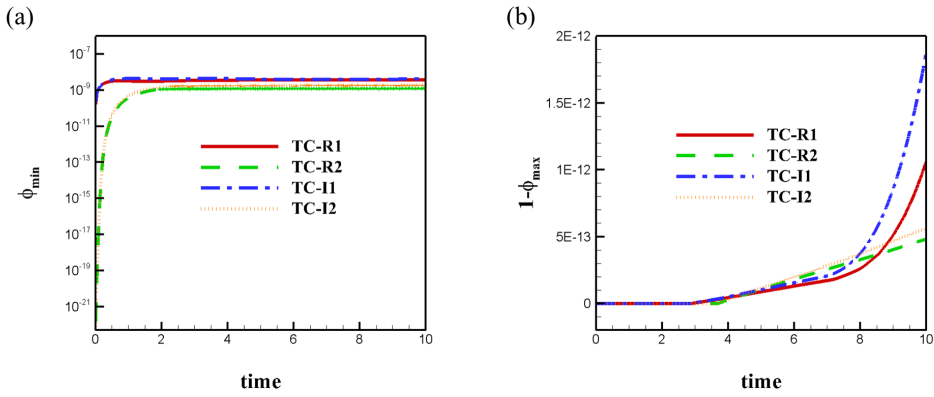 (a)
10^-7
10^-9
10^-11
10^-13
10^-15
10^-17
10^-19
10^-21
ϕmin
TC-R1
TC-R2
TC-I1
TC-I2
0 2 4 6 8 10
time
(b)
2E-12
1.5E-12
1E-12
5E-13
0
1-ϕmax
TC-R1
TC-R2
TC-I1
TC-I2
0 2 4 6 8 10
time